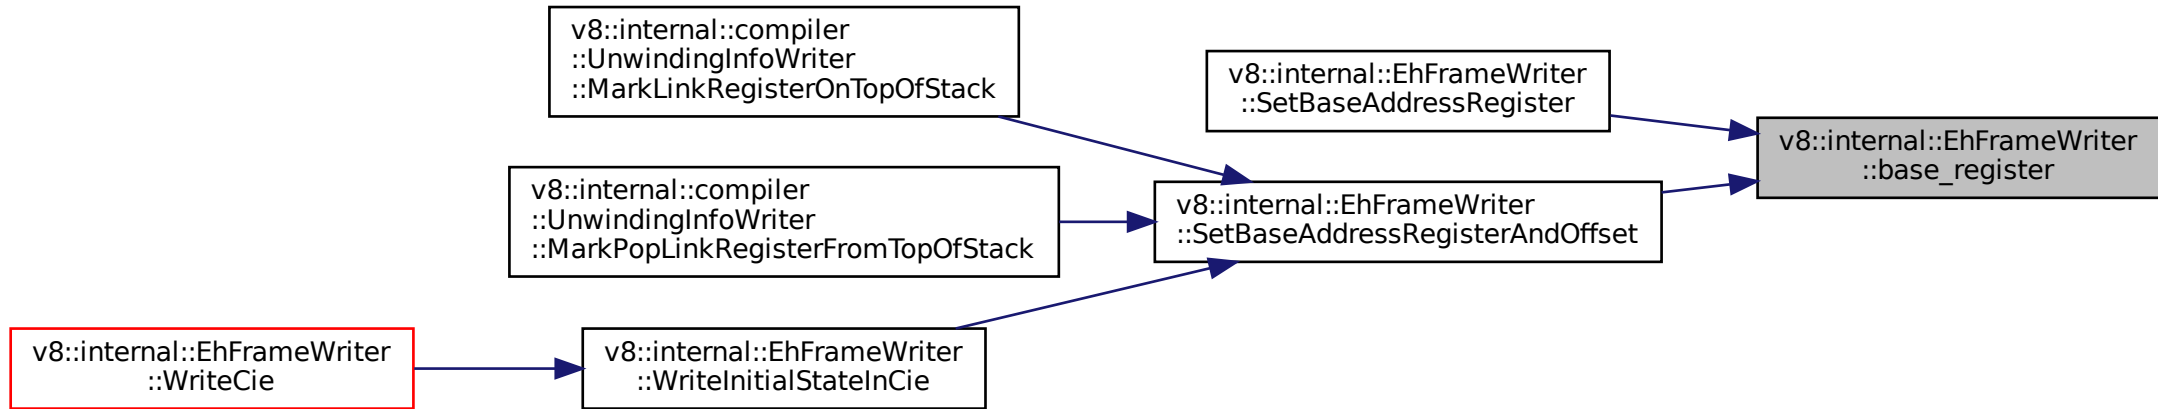 v8::internal::compiler
::UnwindingInfoWriter
::MarkLinkRegisterOnTopOfStack
v8::internal::EhFrameWriter
::SetBaseAddressRegister
v8::internal::EhFrameWriter
::base_register
v8::internal::compiler
::UnwindingInfoWriter
::MarkPopLinkRegisterFromTopOfStack
v8::internal::EhFrameWriter
::SetBaseAddressRegisterAndOffset
v8::internal::EhFrameWriter
::WriteCie
v8::internal::EhFrameWriter
::WriteInitialStateInCie